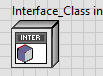 Interface_Class in
INTER